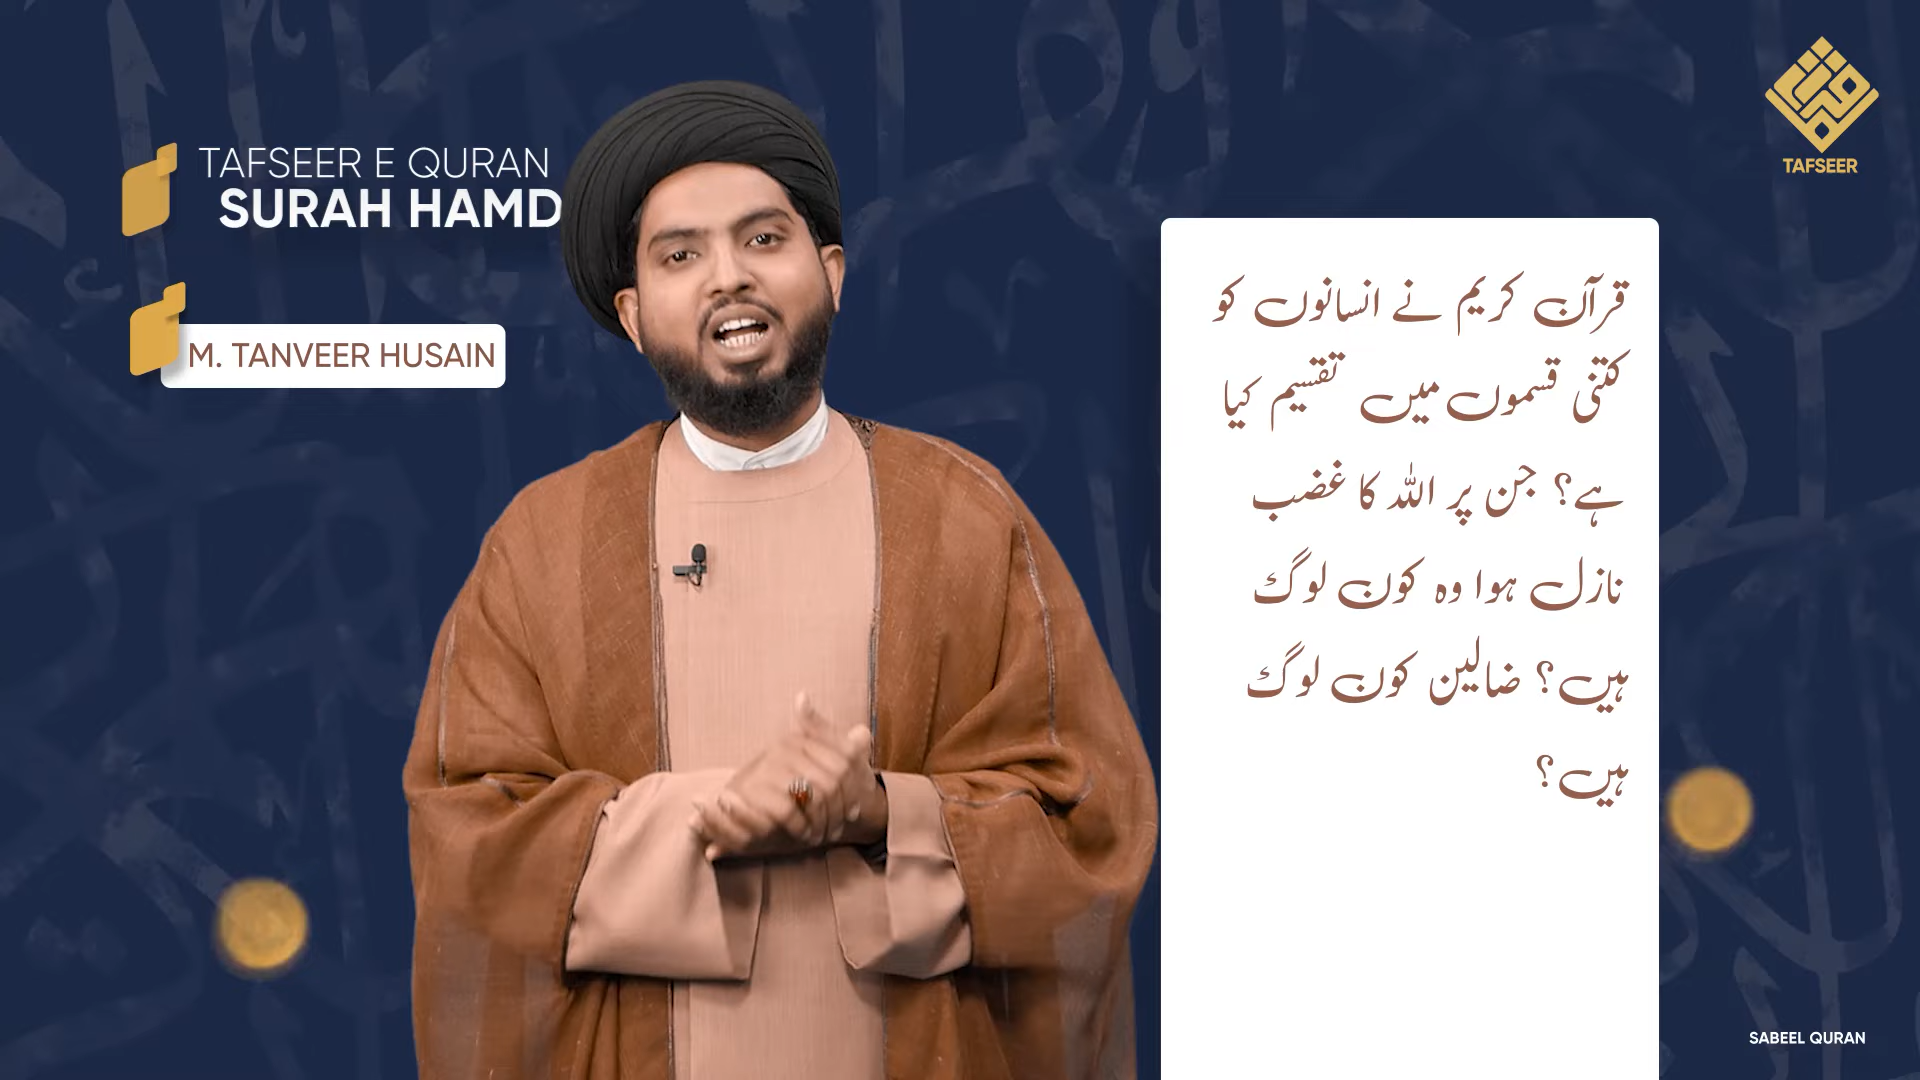 TAFSEER E QURAN
SURAH HAMD
M. TANVEER HUSAIN
TAFSEER
قرآن کریم نے انسانوں کو
کتنی قسموں میں تقسیم کیا
ہے؟ جن پر اللہ کا غضب
نازل ہوا وہ کون لوگ
ہیں؟ ضالین کون لوگ
ہیں؟
SABEEL QURAN